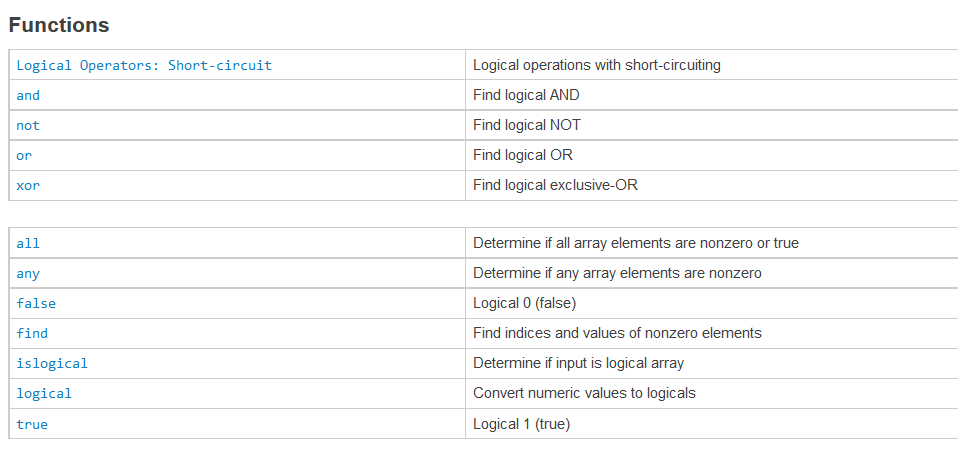 Functions
Logical Operators: Short-circuit Logical operations with short-circuiting
and Find logical AND
not Find logical NOT
or Find logical OR
xor Find logical exclusive-OR
all Determine if all array elements are nonzero or true
any Determine if any array elements are nonzero
false Logical 0 (false)
find Find indices and values of nonzero elements
islogical Determine if input is logical array
logical Convert numeric values to logicals
true Logical 1 (true)